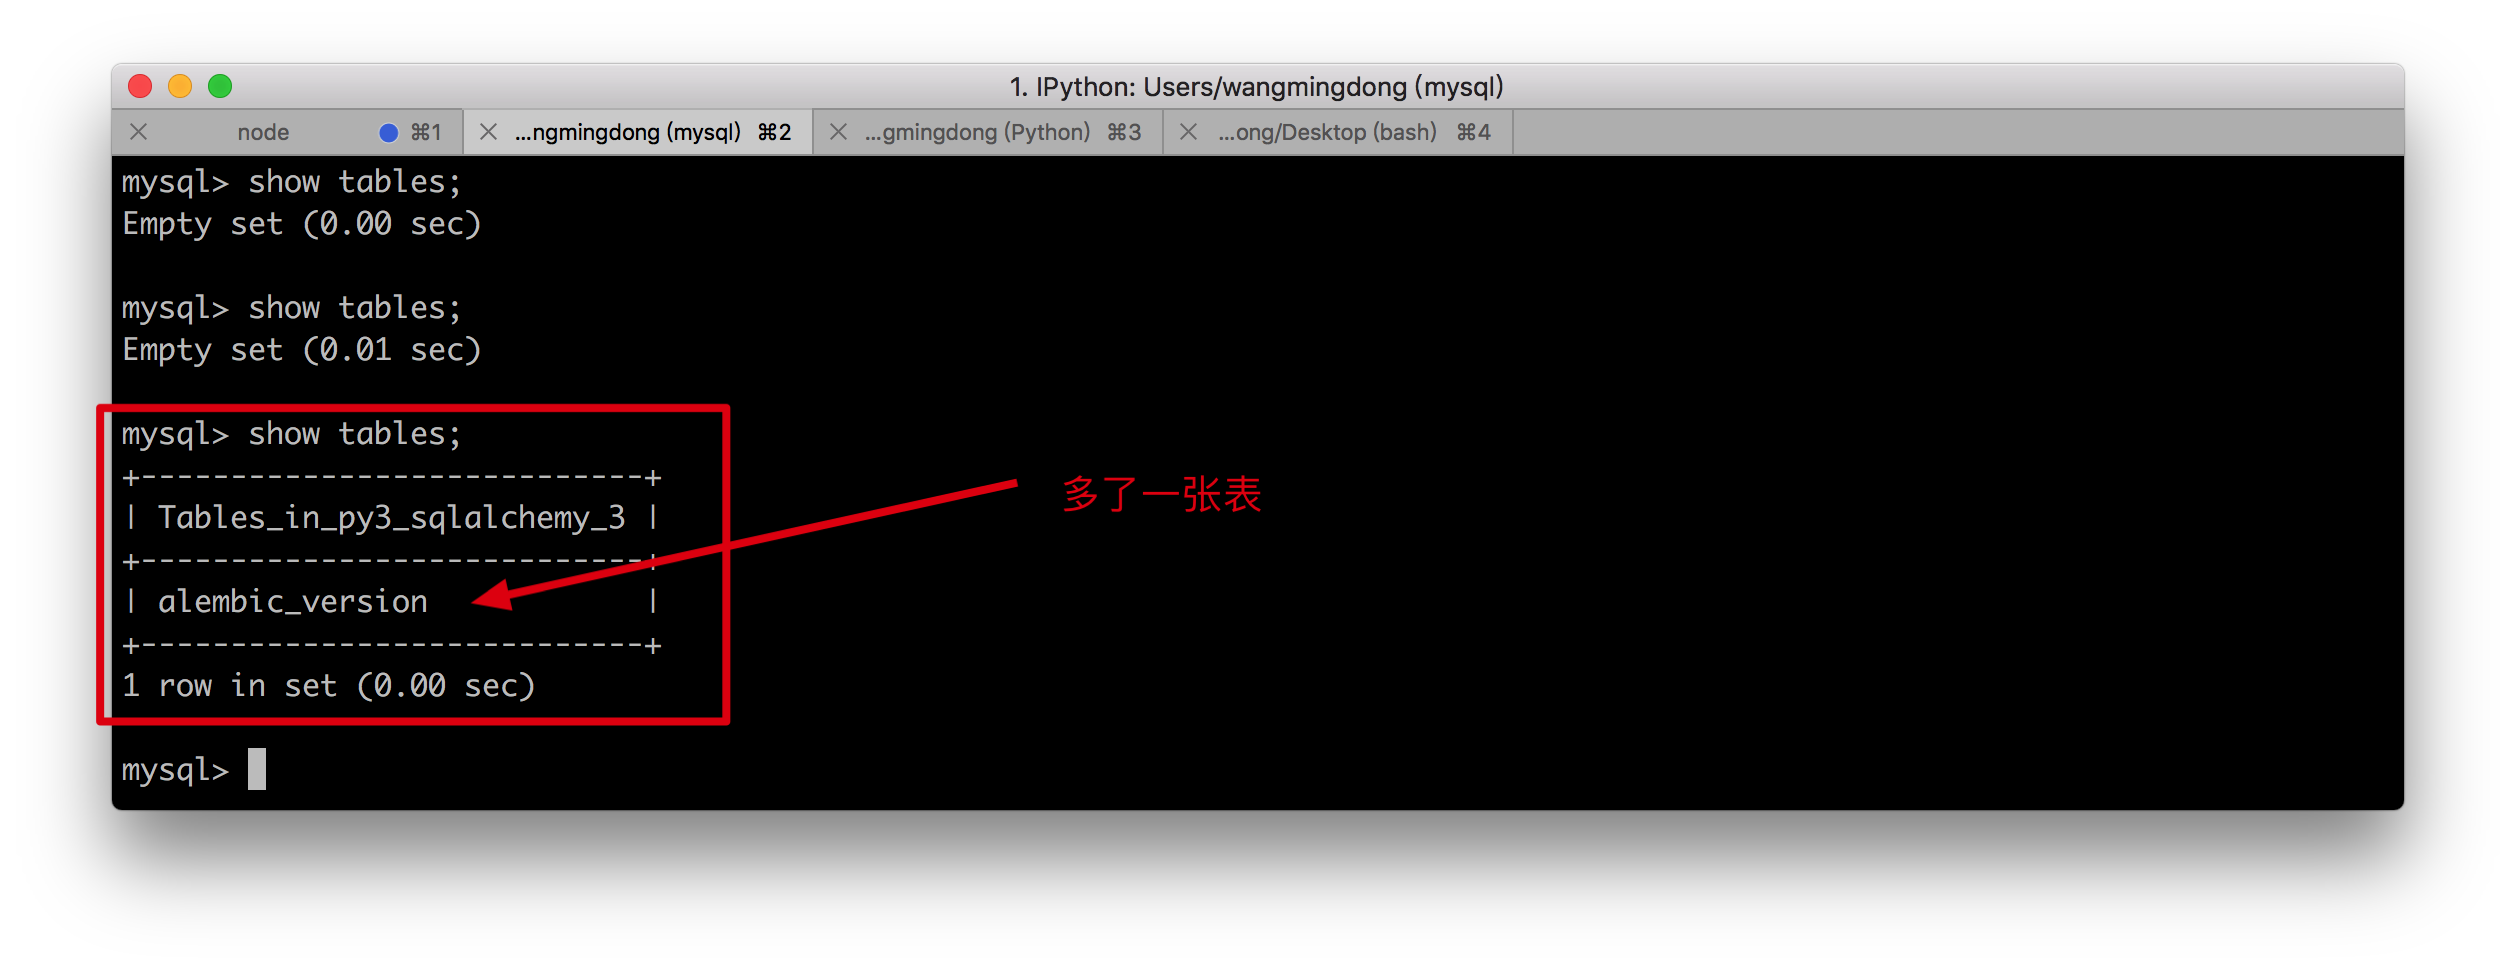 1. IPython: Users/wangmingdong (mysql)
node ⌘1 ...ngmingdong (mysql) ⌘2 ...gmingdong (Python) ⌘3 ...ong/Desktop (bash) ⌘4
mysql> show tables;
Empty set (0.00 sec)
mysql> show tables;
Empty set (0.01 sec)
mysql> show tables;
+----------------------------+
| Tables_in_py3_sqlalchemy_3 |
+----------------------------+
| alembic_version            |
+----------------------------+
1 row in set (0.00 sec)
多了一张表
mysql>